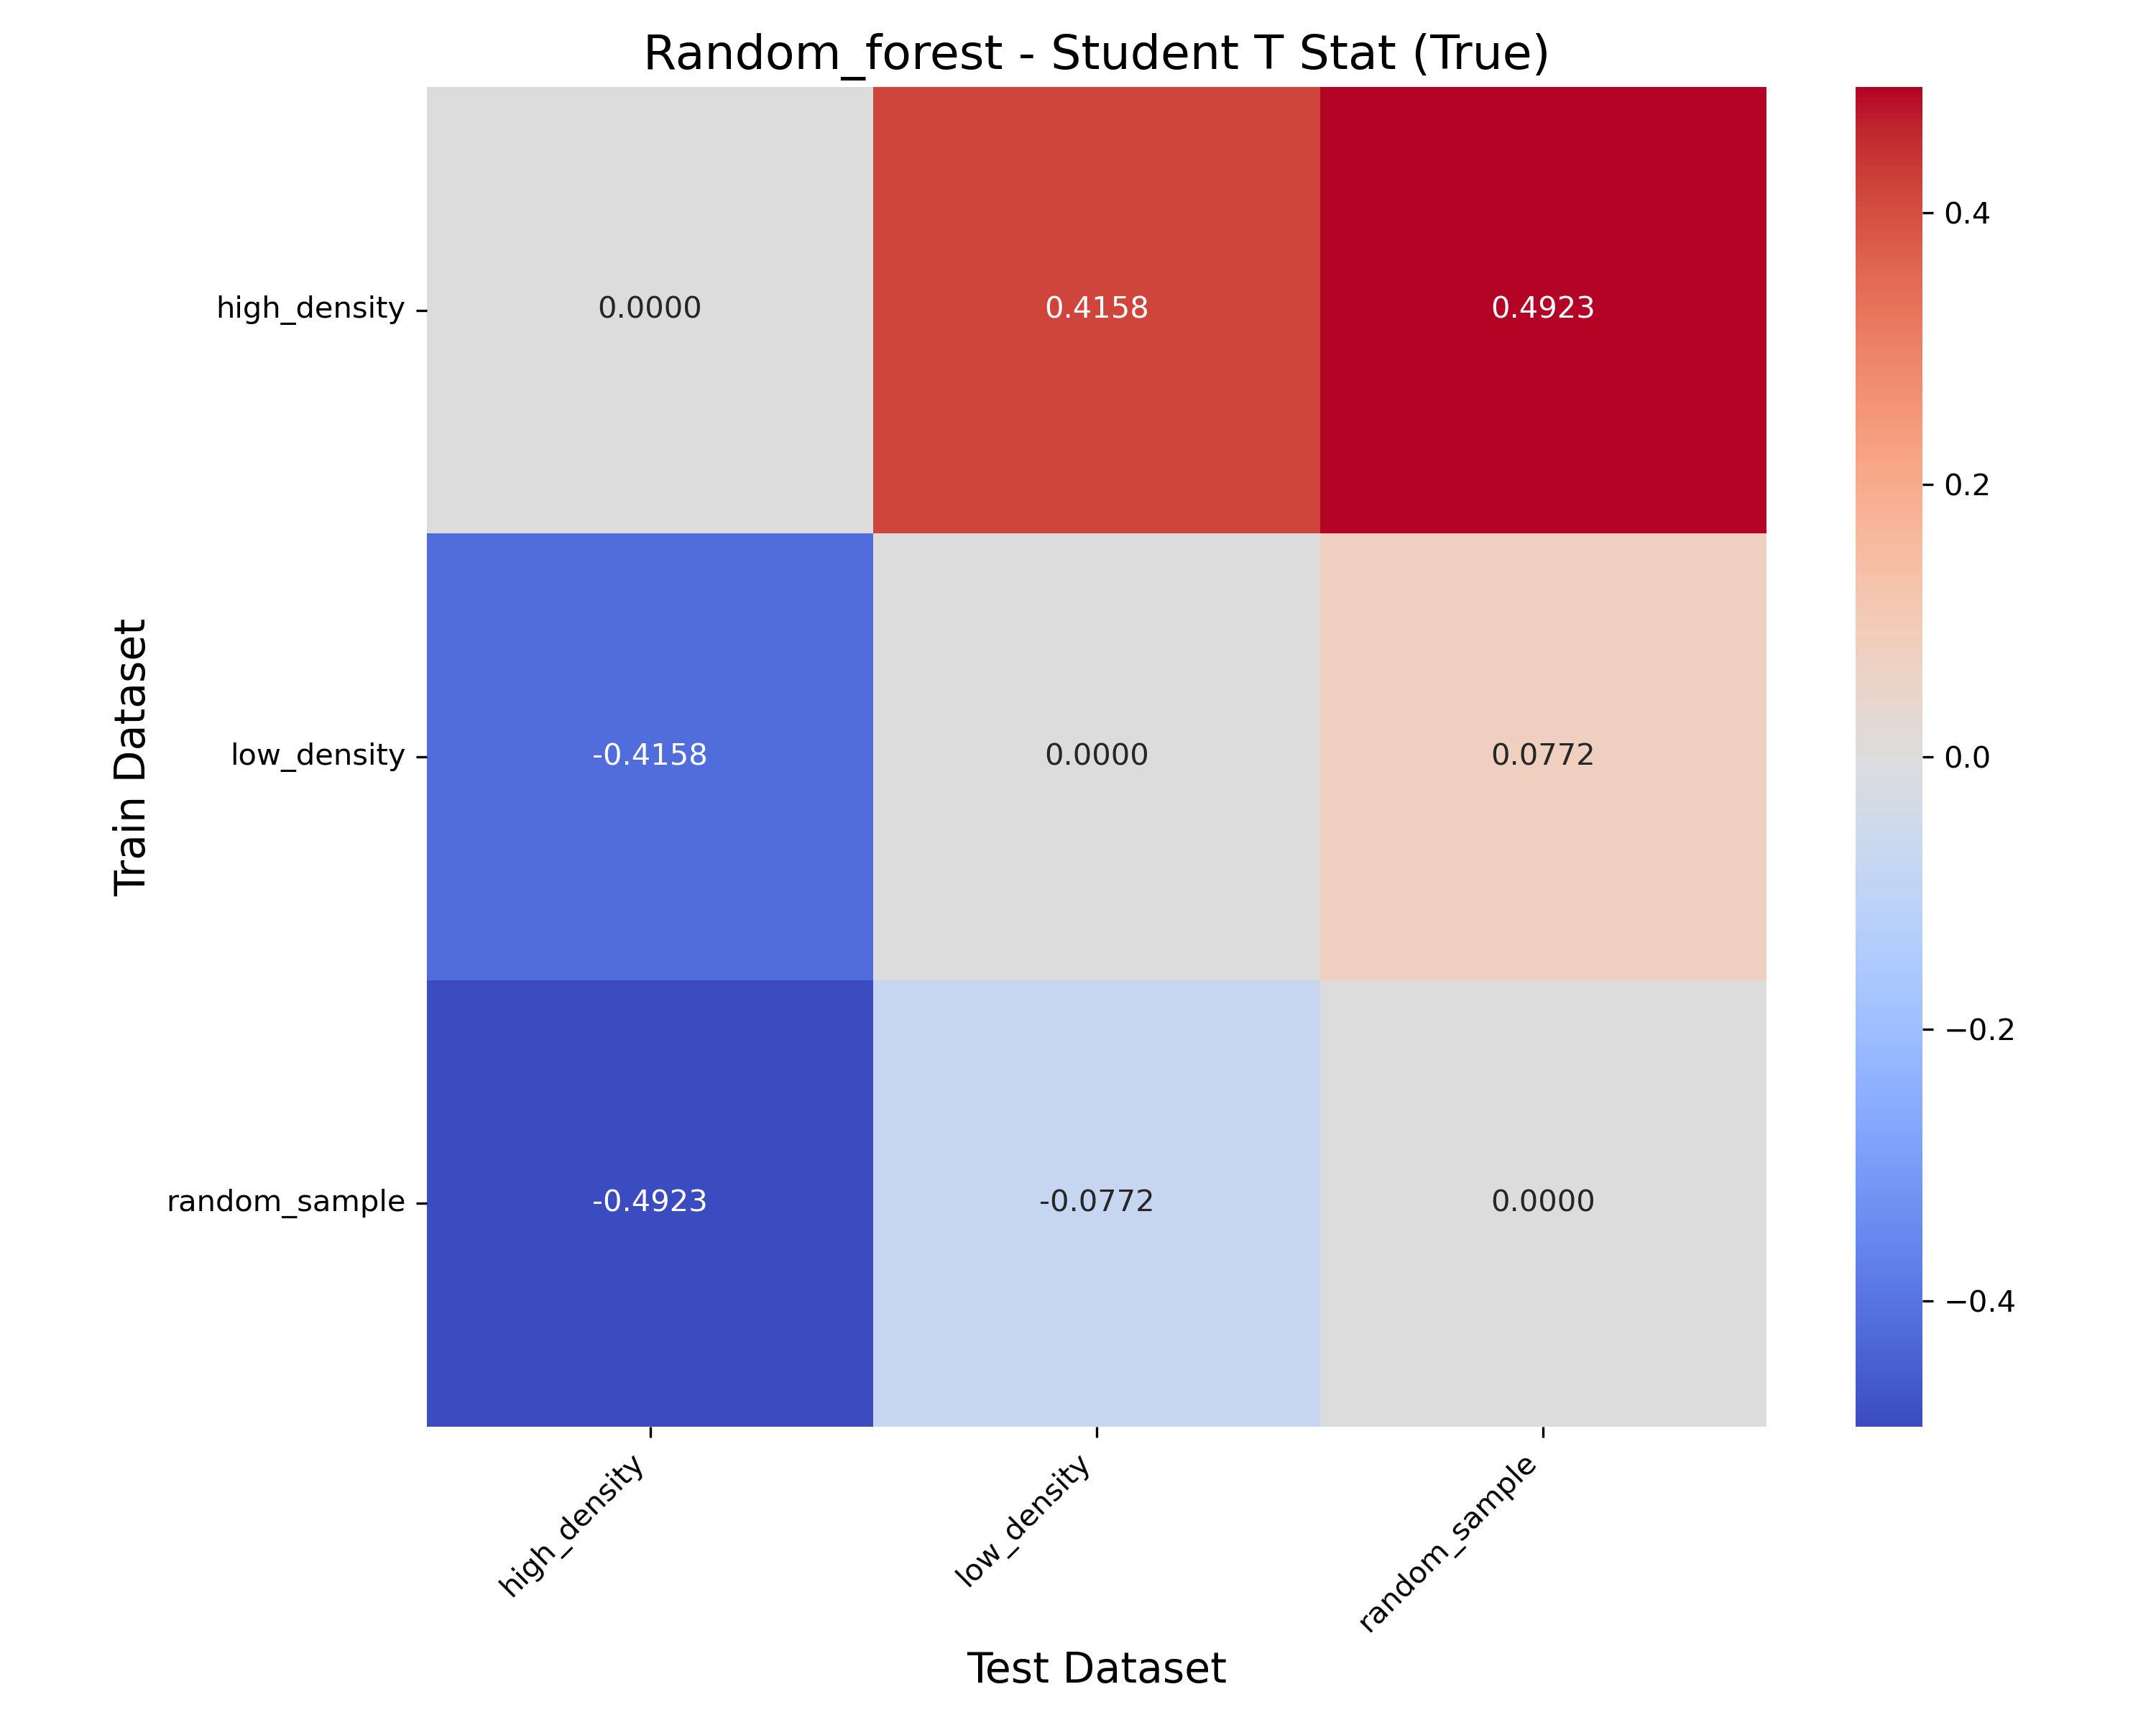 Random_forest - Student T Stat (True)
high_density
0.0000
0.4158
0.4923
low_density
-0.4158
0.0000
0.0772
random_sample
-0.4923
-0.0772
0.0000
Train Dataset
high_density
low_density
random_sample
Test Dataset
0.4
0.2
0.0
−0.2
−0.4